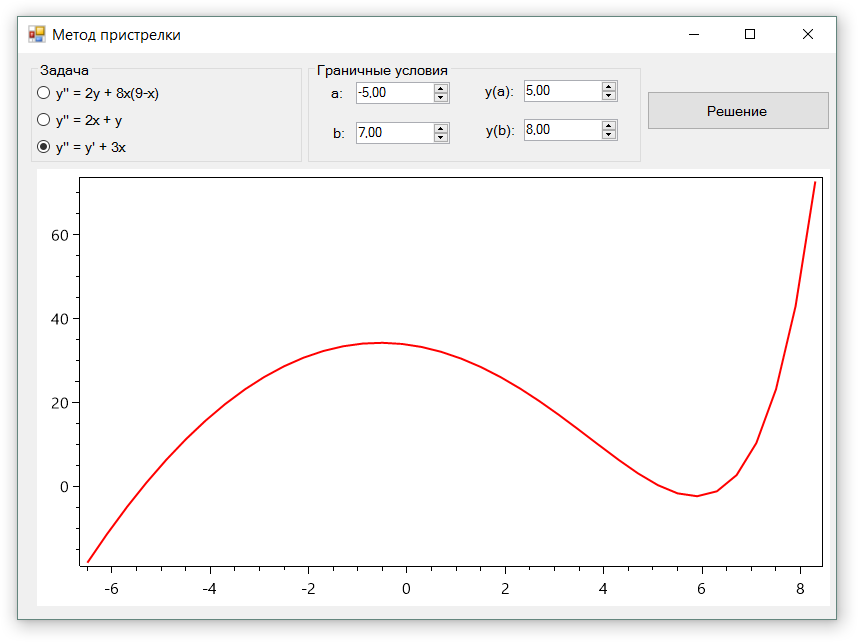 Метод пристрелки
Задача
y'' = 2y + 8x(9-x)
y'' = 2x + y
y'' = y' + 3x
Граничные условия
a: -5,00 y(a): 5,00
b: 7,00 y(b): 8,00
Решение
60
40
20
0
-6 -4 -2 0 2 4 6 8